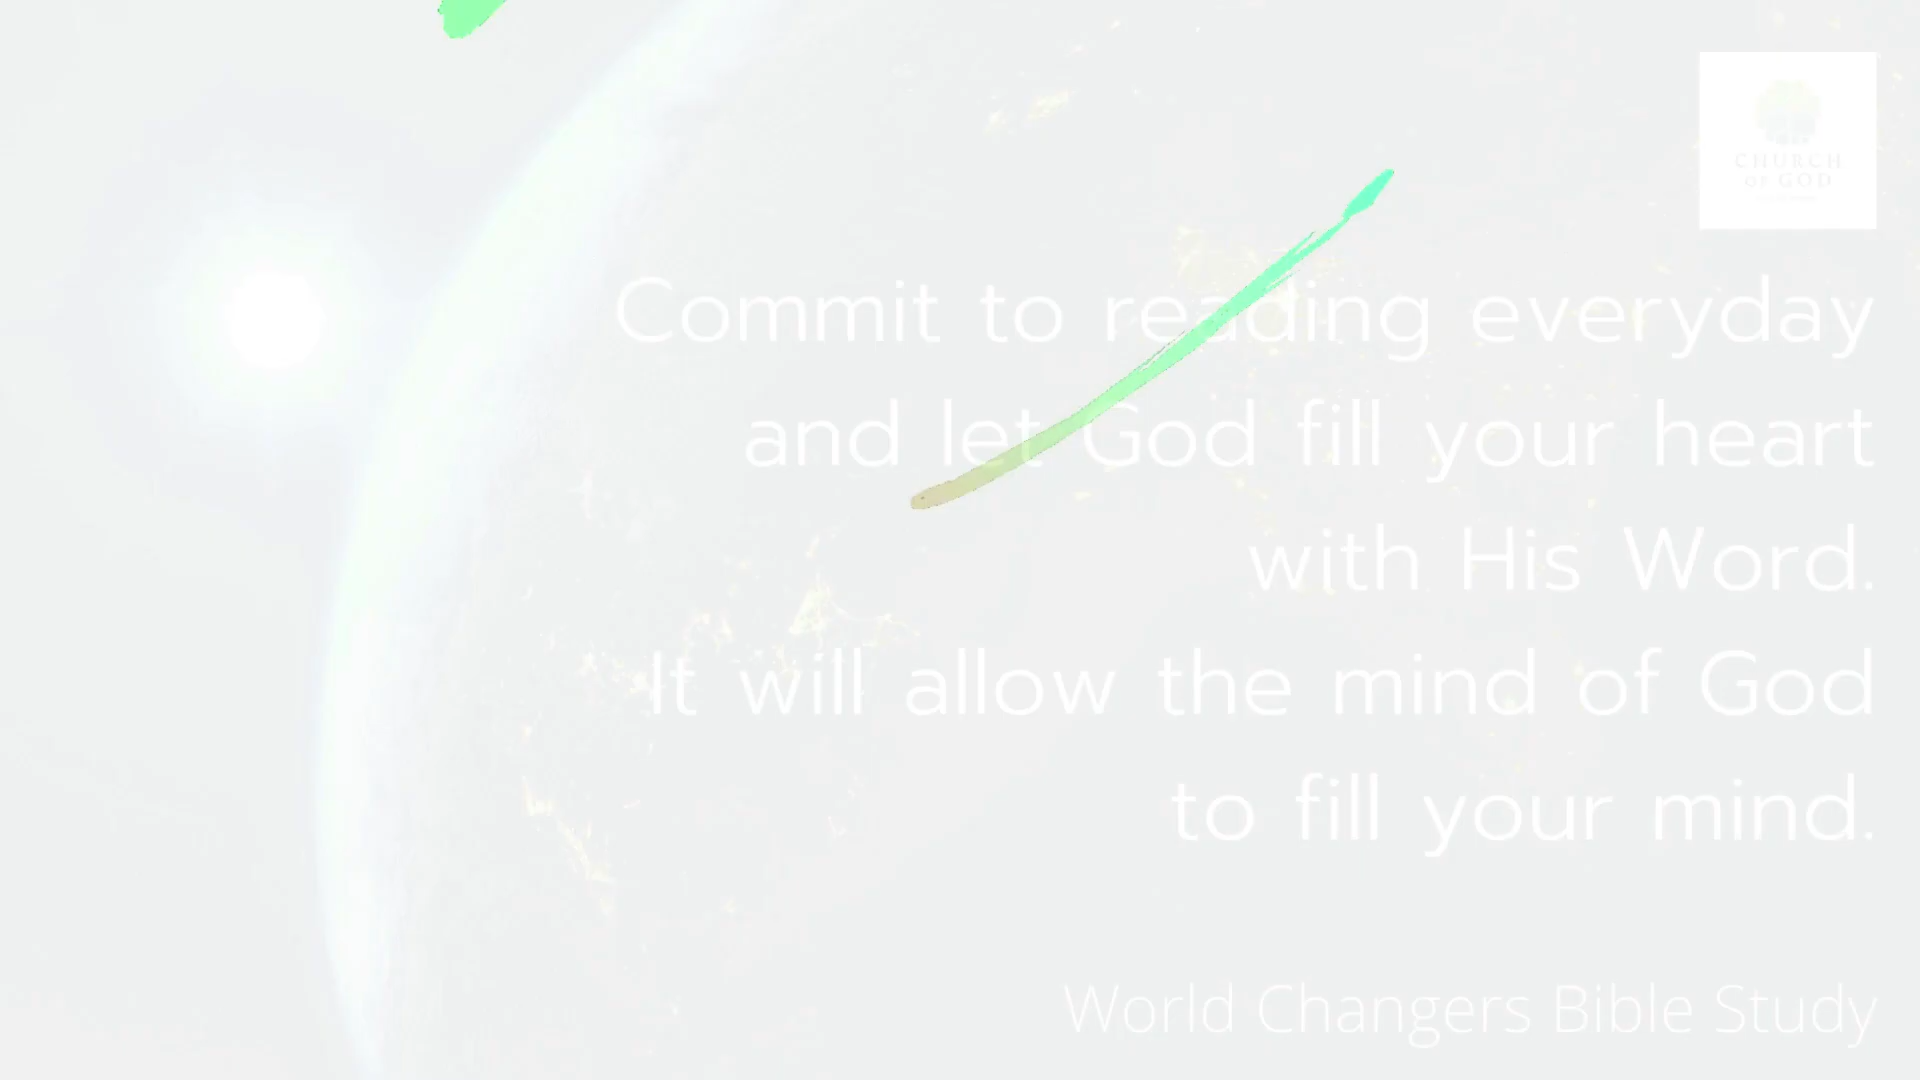 CHURCH
OF GOD
Commit to reading everyday
and let God fill your heart
with His Word.
It will allow the mind of God
to fill your mind.
World Changers Bible Study